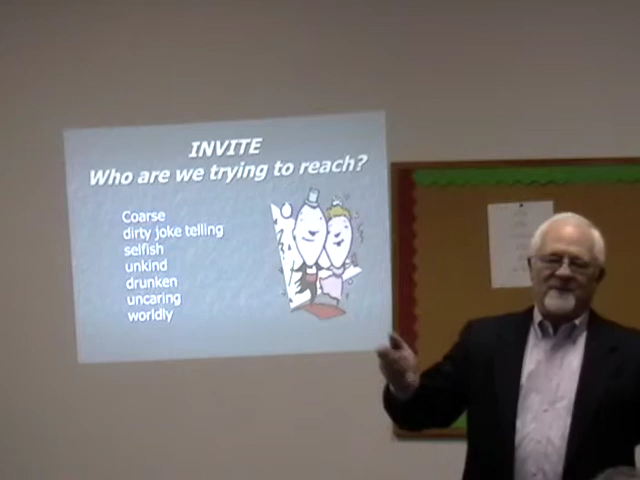 INVITE
Who are we trying to reach?
Coarse
dirty joke telling
selfish
unkind
drunken
uncaring
worldly